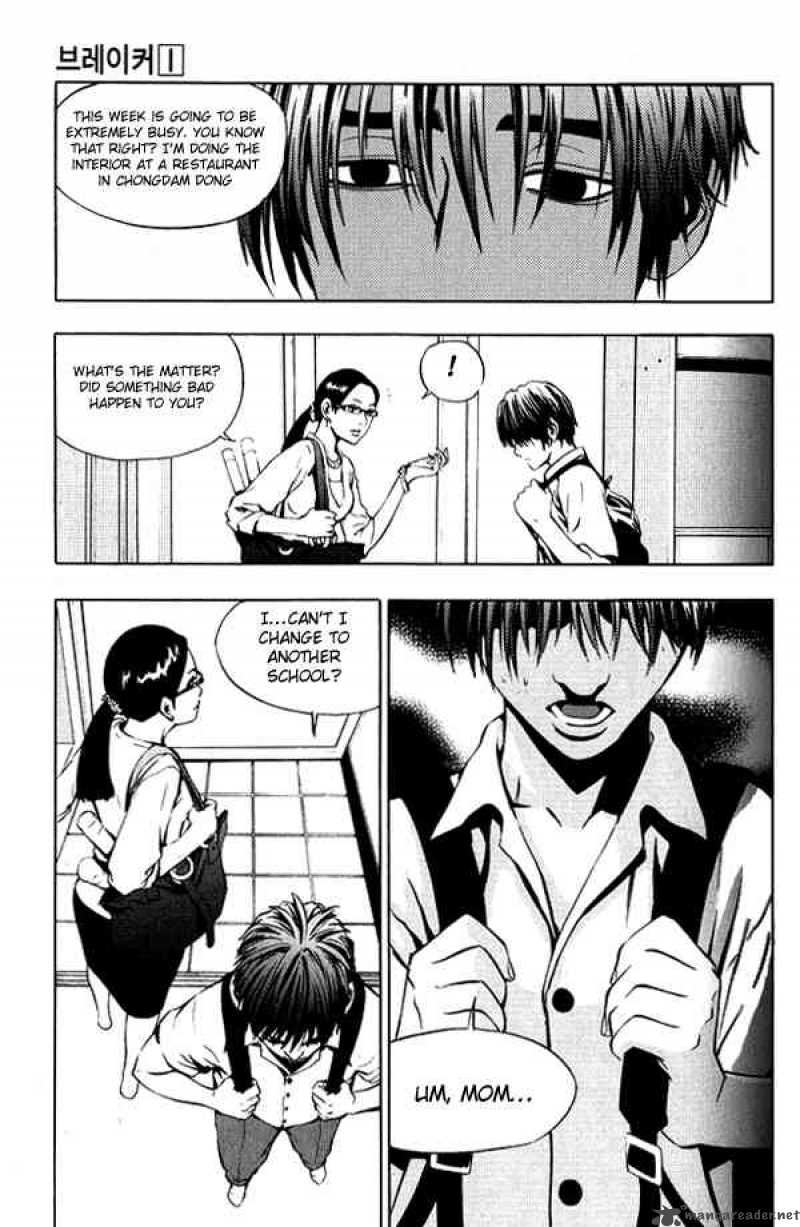 브레이커 1
THIS WEEK IS GOING TO BE
EXTREMELY BUSY. YOU KNOW
THAT RIGHT? I'M DOING THE
INTERIOR AT A RESTAURANT
IN CHONGDAM DONG
!
WHAT'S THE MATTER?
DID SOMETHING BAD
HAPPEN TO YOU?
UM, MOM...
I...CAN'T I
CHANGE TO
ANOTHER
SCHOOL?
mangareader.net